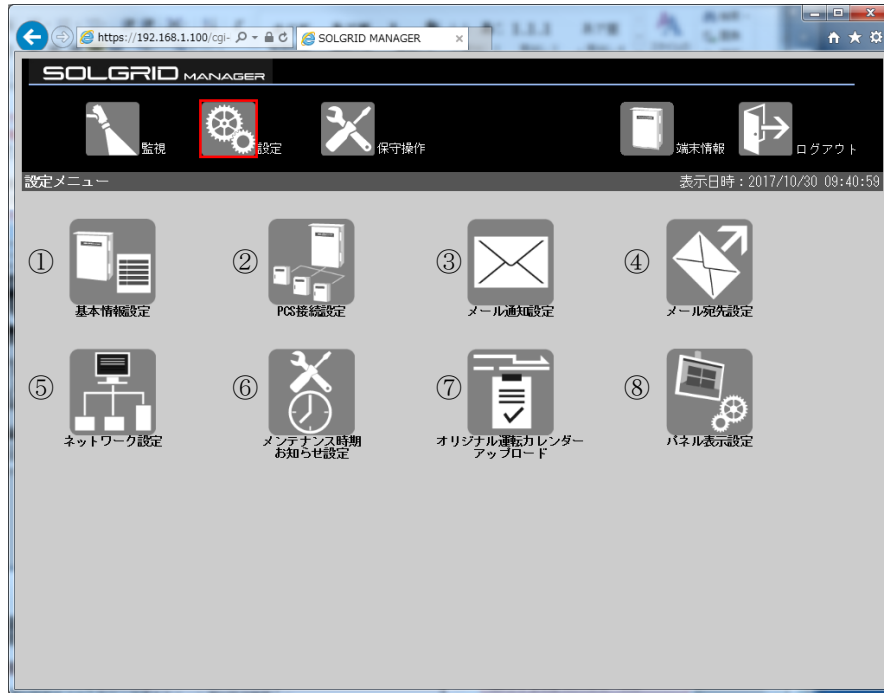 https://192.168.1.100/cgi-
SOLGRID MANAGER
SOLGRID MANAGER
監視
設定
保守操作
端末情報
ログアウト
設定メニュー
表示日時：2017/10/30 09:40:59
① ② ③ ④
基本情報設定 PCS接続設定 メール通知設定 メール宛先設定
⑤ ⑥ ⑦ ⑧
ネットワーク設定 メンテナンス時期 オリジナル運転カレンダー パネル表示設定
お知らせ設定 アップロード